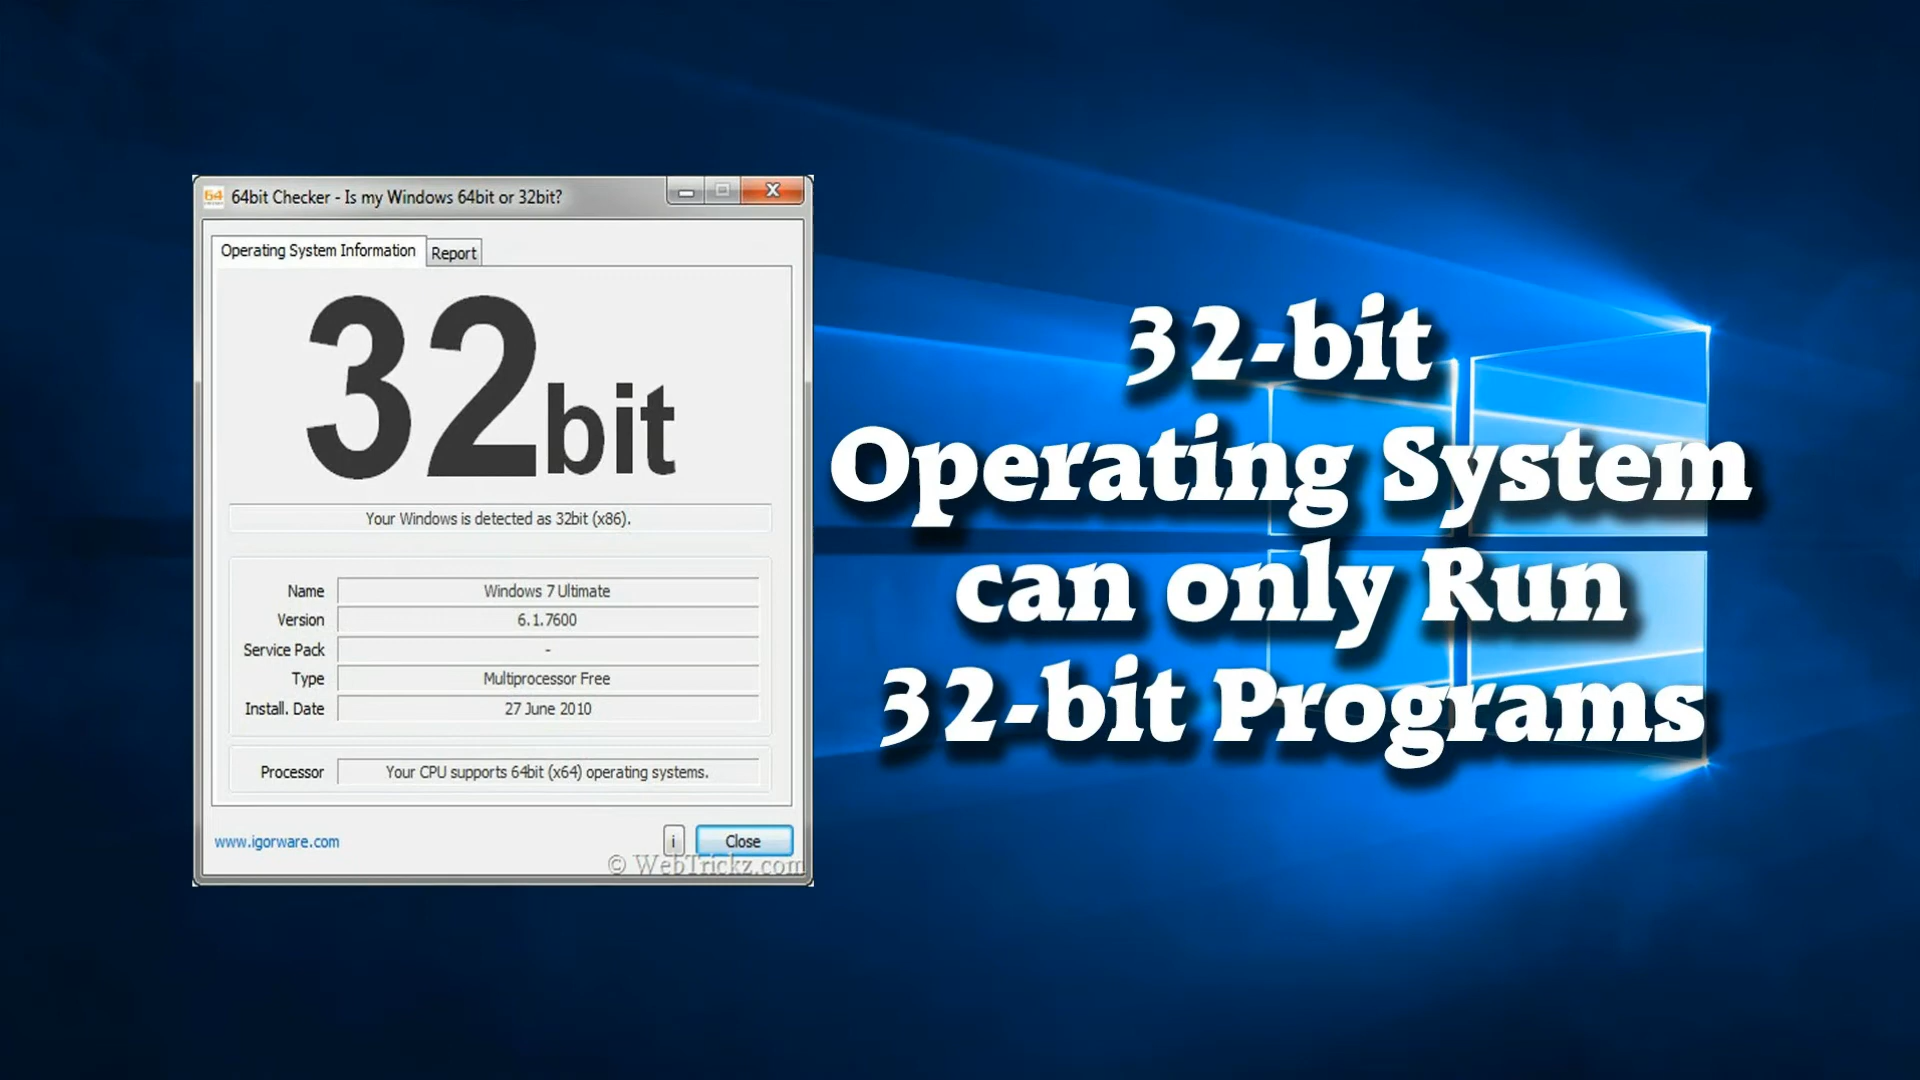 64
64bit Checker - Is my Windows 64bit or 32bit?
X
Operating System Information
Report
32bit
Your Windows is detected as 32bit (x86).
Name
Windows 7 Ultimate
Version
6.1.7600
Service Pack
-
Type
Multiprocessor Free
Install. Date
27 June 2010
Processor
Your CPU supports 64bit (x64) operating systems.
www.igorware.com
i
Close
© WebTrickz.com
32-bit
Operating System
can only Run
32-bit Programs